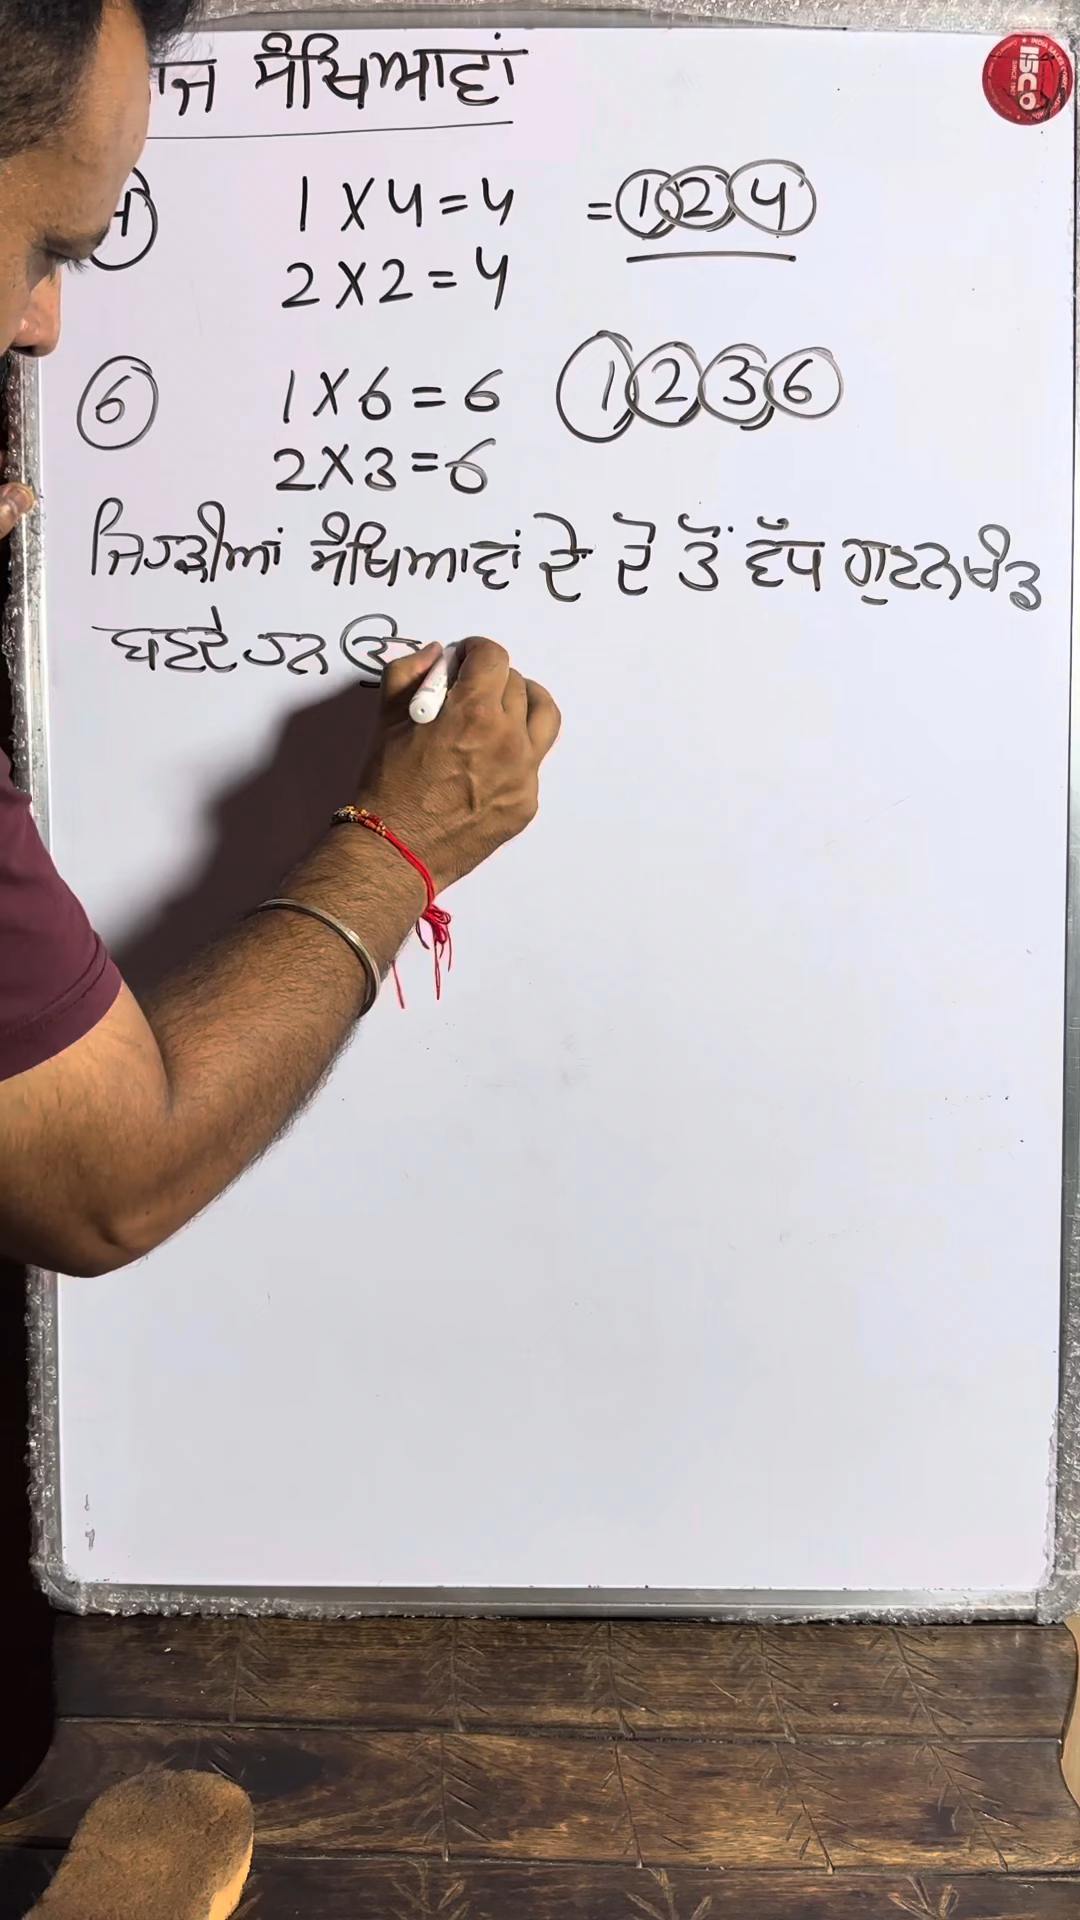 ਸੰਖਿਆਵਾਂ
1 X 4 = 4 = 1 2 4
2 X 2 = 4
6 1 X 6 = 6 1 2 3 6
2 X 3 = 6
ਜਿਹੜੀਆਂ ਸੰਖਿਆਵਾਂ ਦੇ ਦੋ ਤੋਂ ਵੱਧ ਗੁਣਨਖੰਡ
ਬਣਦੇ ਹਨ
ISCO